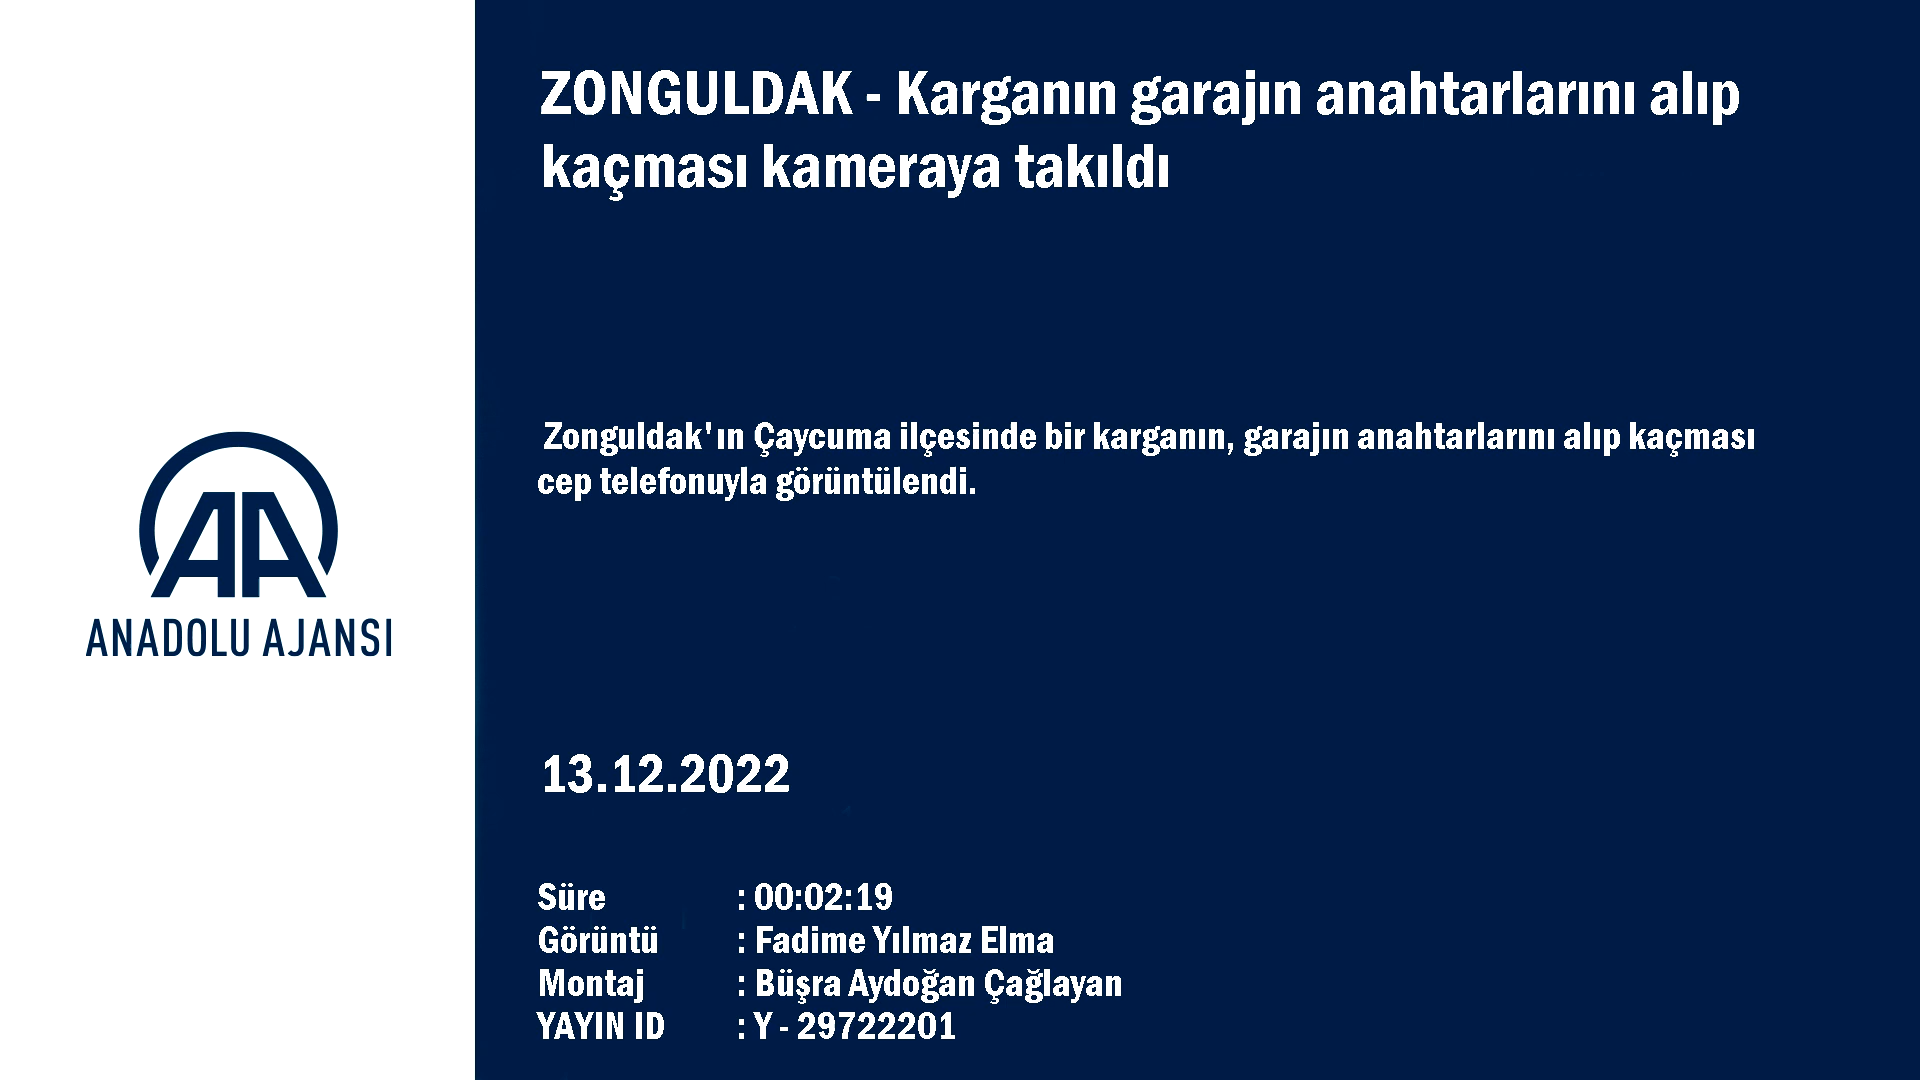 ZONGULDAK - Karganın garajın anahtarlarını alıp
kaçması kameraya takıldı
Zonguldak'ın Çaycuma ilçesinde bir karganın, garajın anahtarlarını alıp kaçması
cep telefonuyla görüntülendi.
AA
ANADOLU AJANSI
13.12.2022
Süre : 00:02:19
Görüntü : Fadime Yılmaz Elma
Montaj : Büşra Aydoğan Çağlayan
YAYIN ID : Y - 29722201